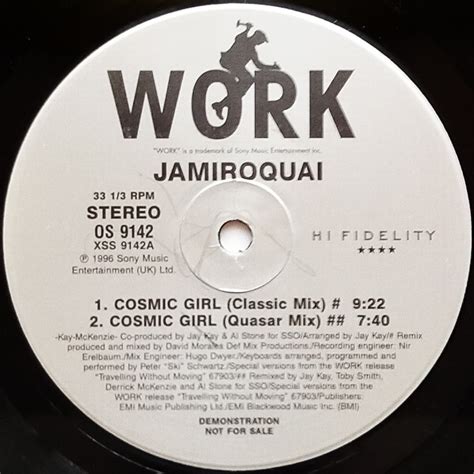 WORK
"WORK" is a trademark of Sony Music Entertainment Inc.
JAMIROQUAI
33 1/3 RPM
STEREO
OS 9142
XSS 9142A
℗ 1996 Sony Music
Entertainment (UK) Ltd.
HI FIDELITY
★★★★
1. COSMIC GIRL (Classic Mix) # 9:22
2. COSMIC GIRL (Quasar Mix) ## 7:40
-Kay-McKenzie- Co-produced by Jay Kay & Al Stone for SSO/Arranged by Jay Kay/# Remix
produced and mixed by David Morales Def Mix Productions./Recording engineer: Nir
Erelbaum./Mix Engineer: Hugo Dwyer/Keyboards arranged, programmed and
performed by Peter "Ski" Schwartz./Special versions from the WORK release
"Travelling Without Moving" 67903/## Remixed by Jay Kay, Toby Smith,
Derrick McKenzie and Al Stone for SSO/Special versions from the
WORK release "Travelling Without Moving" 67903/Publishers:
EMI Music Publishing Ltd./EMI Blackwood Music Inc. (BMI)
DEMONSTRATION
NOT FOR SALE